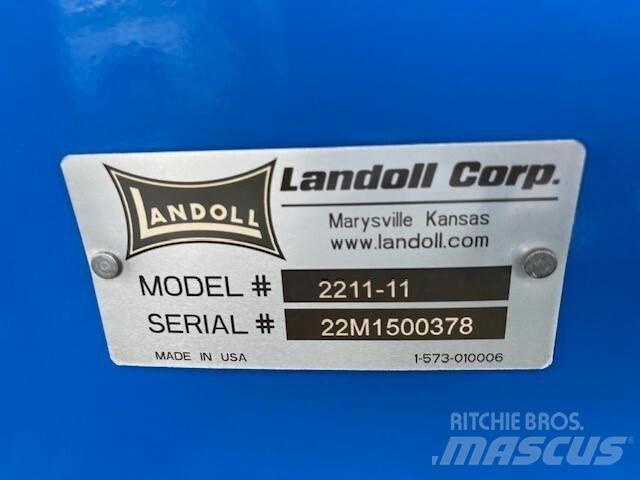 LANDOLL
Landoll Corp.
Marysville Kansas
www.landoll.com
MODEL # 2211-11
SERIAL # 22M1500378
MADE IN USA 1-573-010006
RITCHIE BROS.
MASCUS